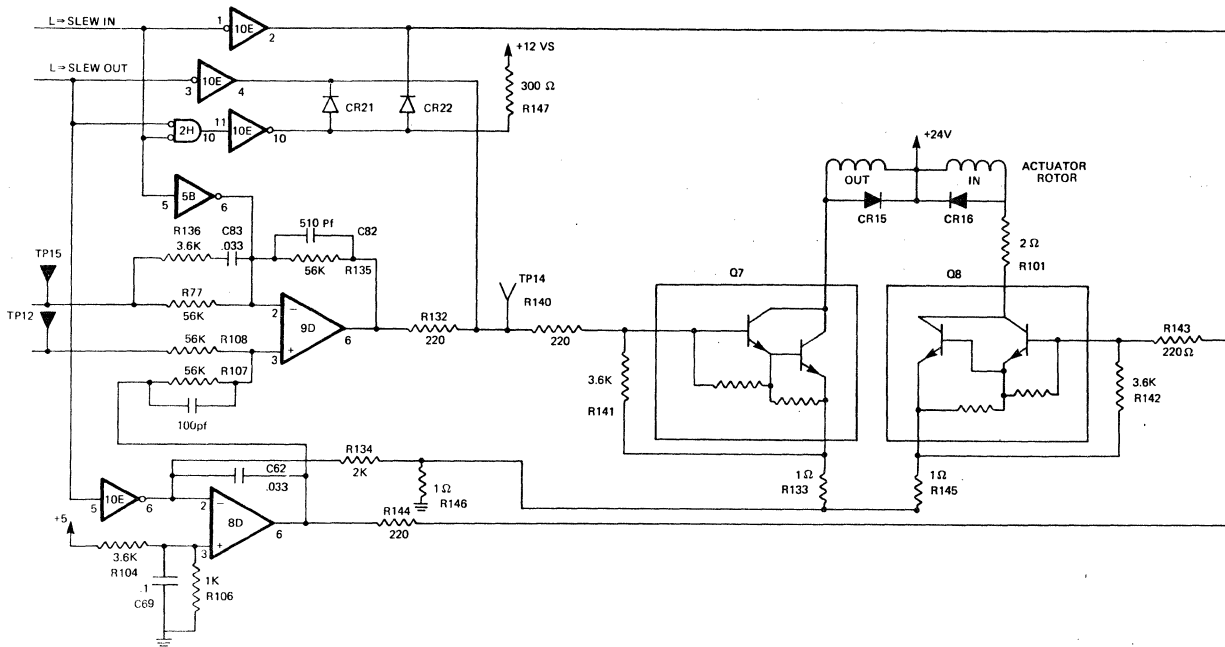 L⇒SLEW IN
1
10E
2
+12 VS
L⇒SLEW OUT
3
10E
4
300 Ω
R147
CR21
CR22
2H
10
11
10E
10
+24V
ACTUATOR
ROTOR
OUT
IN
CR15
CR16
5
5B
6
R136
3.6K
C83
.033
510 Pf
C82
56K
R135
2 Ω
R101
TP15
TP14
R140
Q7
Q8
R77
56K
TP12
2
−
9D
+
3
6
R132
220
220
R143
220Ω
56K
R108
56K
R107
100pf
3.6K
R141
3.6K
R142
R134
2K
C62
.033
1Ω
R146
1Ω
R133
1Ω
R145
5
10E
6
2
−
8D
+
3
6
R144
220
+5
3.6K
R104
.1
C69
1K
R106